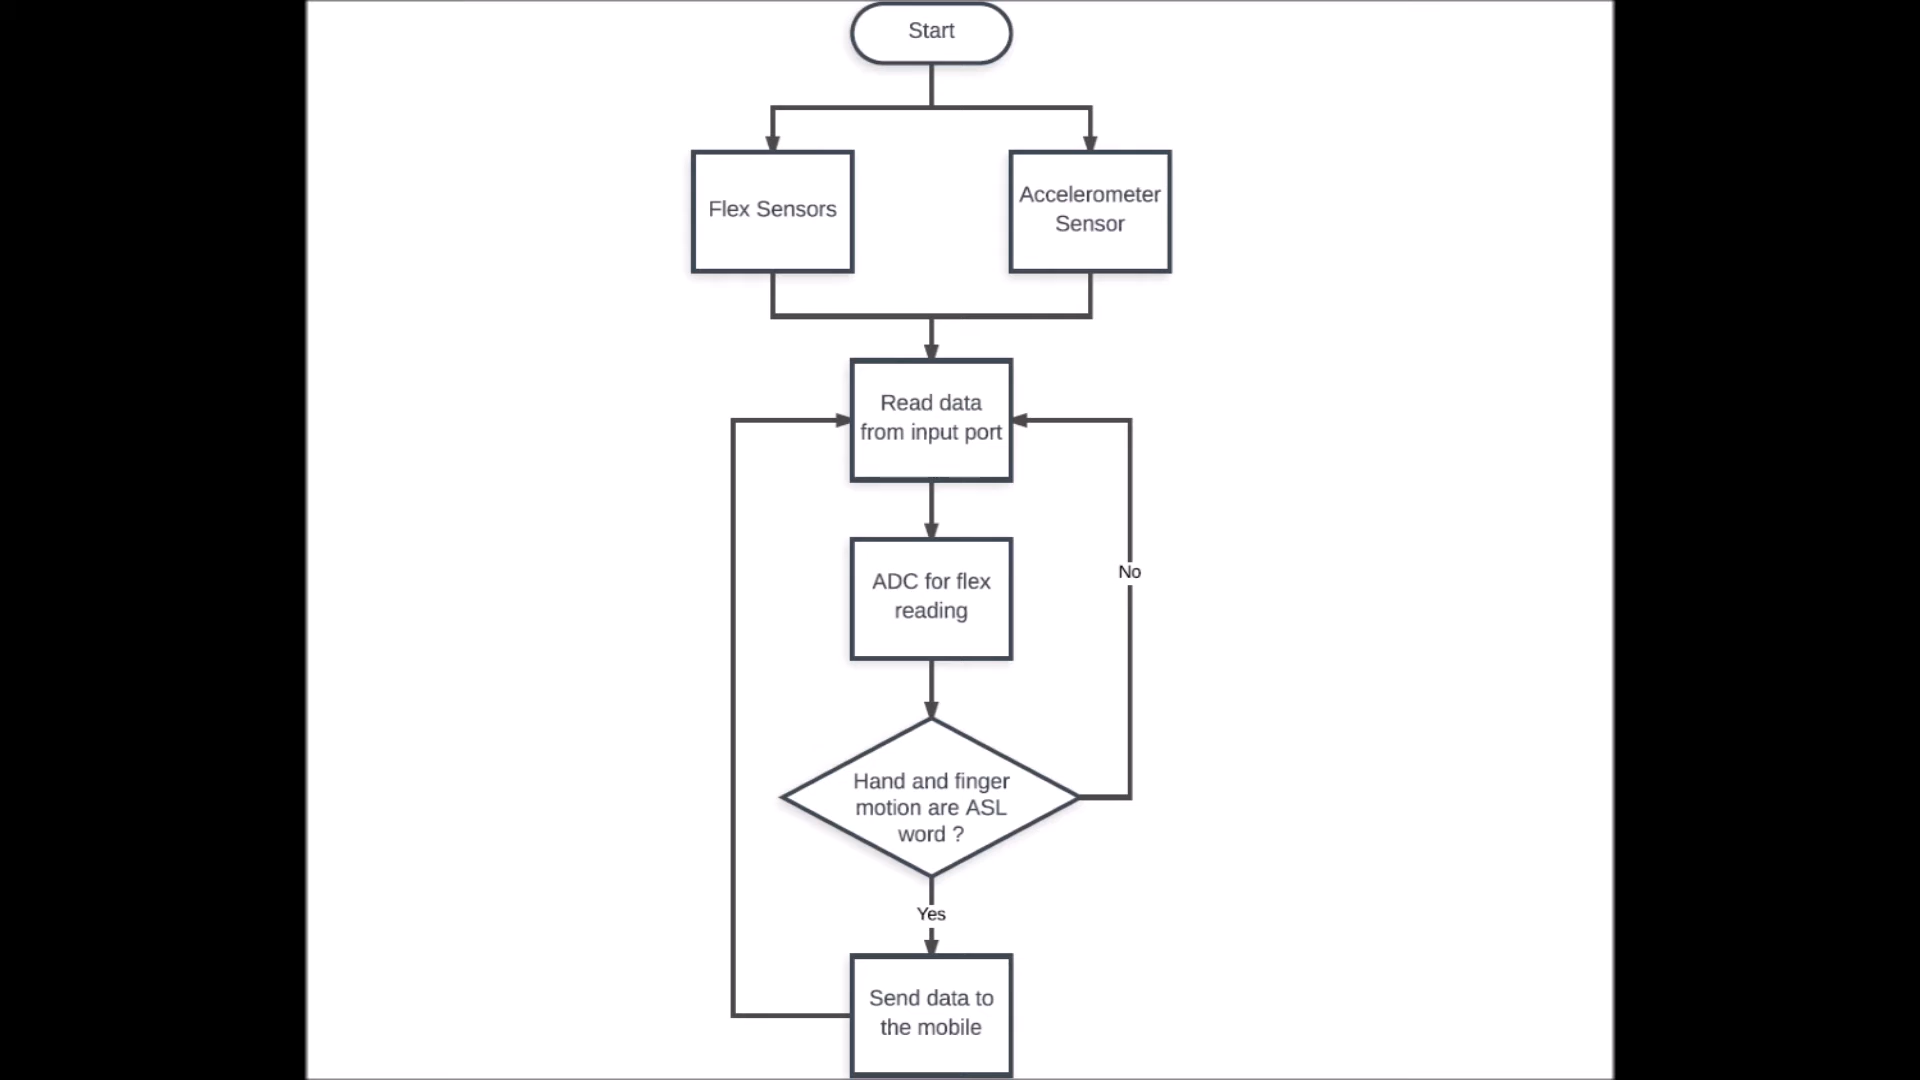 Start
Flex Sensors
Accelerometer
Sensor
Read data
from input port
ADC for flex
reading
No
Hand and finger
motion are ASL
word ?
Yes
Send data to
the mobile